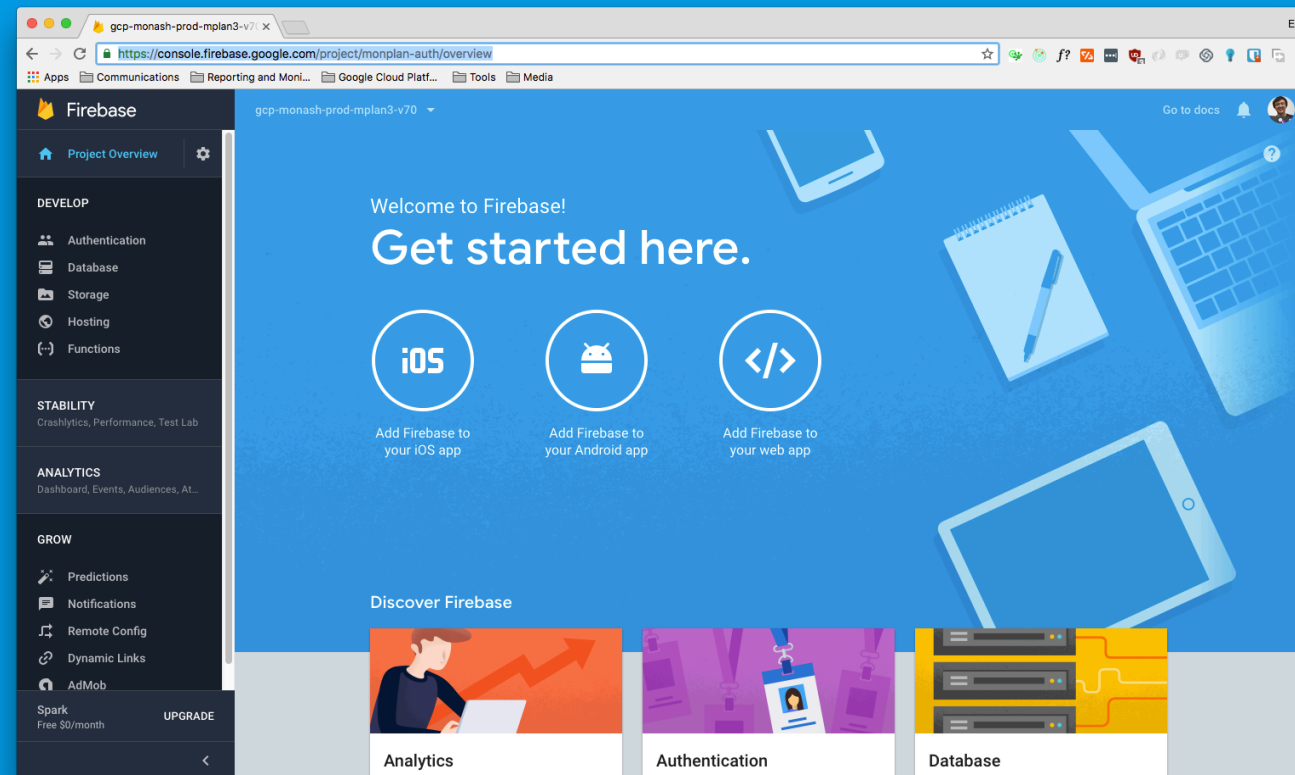 gcp-monash-prod-mplan3-v70
E
https://console.firebase.google.com/project/monplan-auth/overview
f?
Apps Communications Reporting and Moni... Google Cloud Platf... Tools Media
Firebase
gcp-monash-prod-mplan3-v70
Go to docs
Project Overview
?
DEVELOP
Authentication
Database
Storage
Hosting
Functions
STABILITY
Crashlytics, Performance, Test Lab
ANALYTICS
Dashboard, Events, Audiences, At...
GROW
Predictions
Notifications
Remote Config
Dynamic Links
AdMob
Spark
Free $0/month
UPGRADE
Welcome to Firebase!
Get started here.
iOS
</>
Add Firebase to
your iOS app
Add Firebase to
your Android app
Add Firebase to
your web app
Discover Firebase
Analytics
Authentication
Database